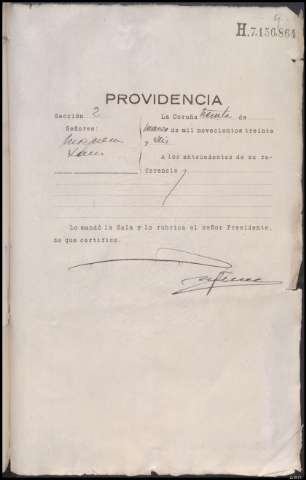 H.7.156.864
PROVIDENCIA
Sección 2
La Coruña treinta de
Señores:
marzo de mil novecientos treinta
y seis
A los antecedentes de su re-
ferencia
Lo mandó la Sala y lo rubrica el señor Presidente,
de que certifico.